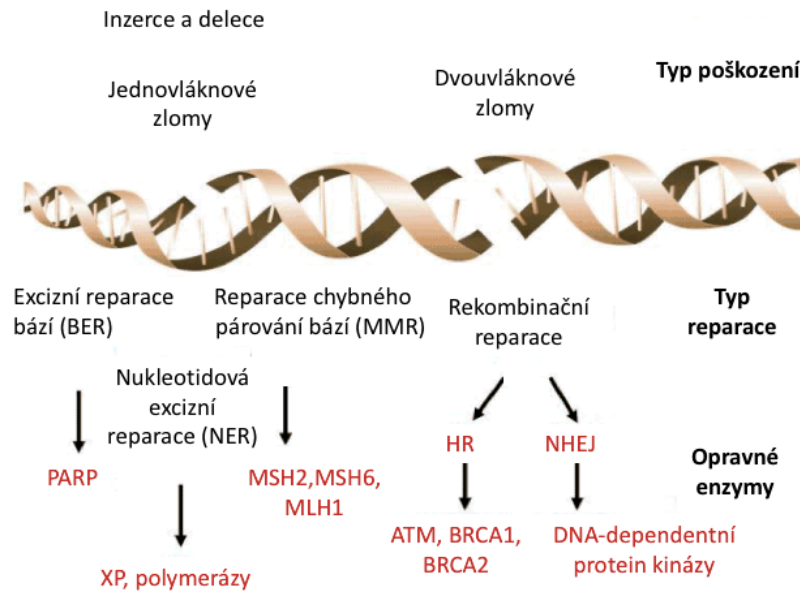 Inzerce a delece
Jednovláknové
zlomy
Dvouvláknové
zlomy
Typ poškození
Excizní reparace
bází (BER)
Reparace chybného
párování bází (MMR)
Rekombinační
reparace
Typ
reparace
Nukleotidová
excizní
reparace (NER)
PARP
MSH2,MSH6,
MLH1
HR
NHEJ
Opravné
enzymy
XP, polymerázy
ATM, BRCA1,
BRCA2
DNA-dependentní
protein kinázy